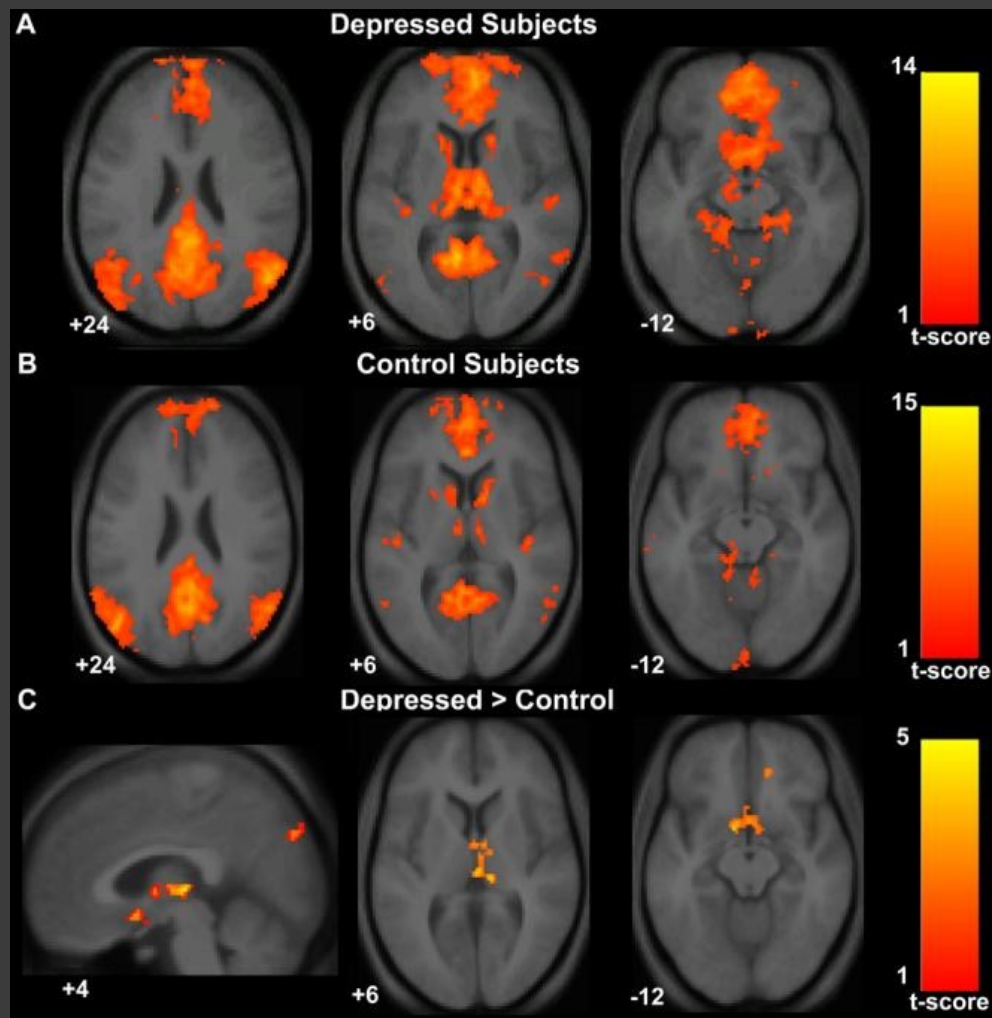 A
Depressed Subjects
14
+24
+6
-12
1
t-score
B
Control Subjects
15
+24
+6
-12
1
t-score
C
Depressed > Control
5
+4
+6
-12
1
t-score